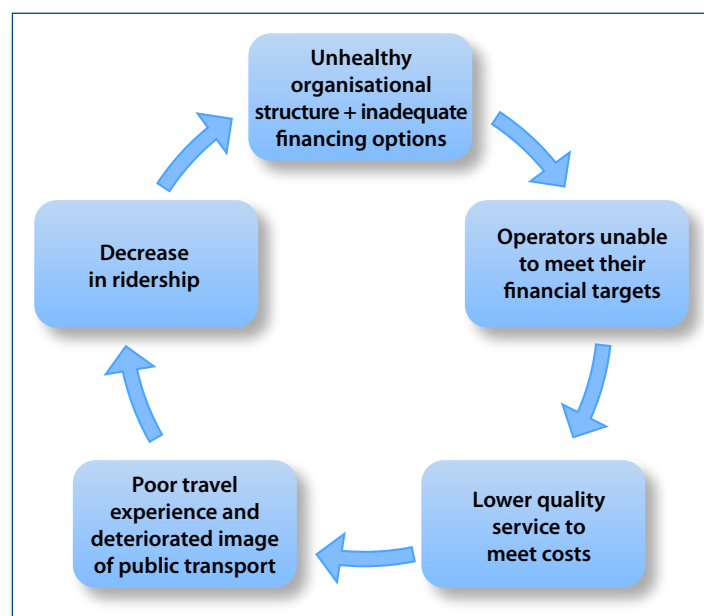 Unhealthy
organisational
structure + inadequate
financing options
Operators unable
to meet their
financial targets
Lower quality
service to
meet costs
Poor travel
experience and
deteriorated image
of public transport
Decrease
in ridership